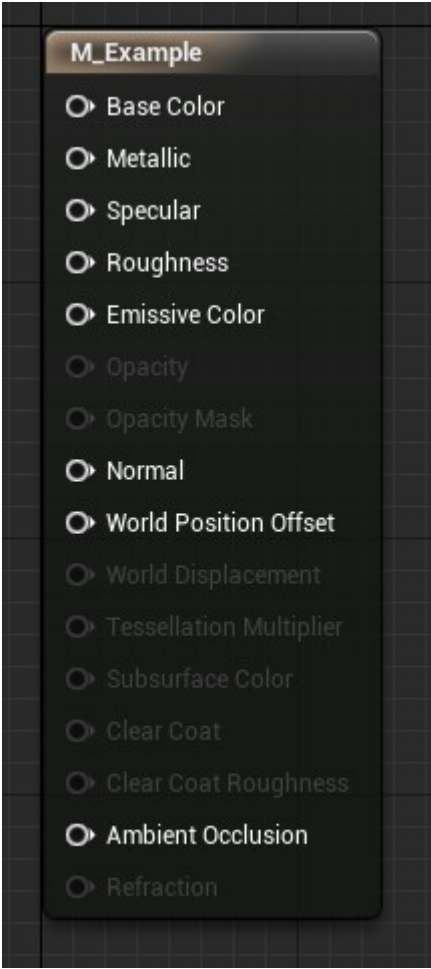 M_Example
Base Color
Metallic
Specular
Roughness
Emissive Color
Opacity
Opacity Mask
Normal
World Position Offset
World Displacement
Tessellation Multiplier
Subsurface Color
Clear Coat
Clear Coat Roughness
Ambient Occlusion
Refraction